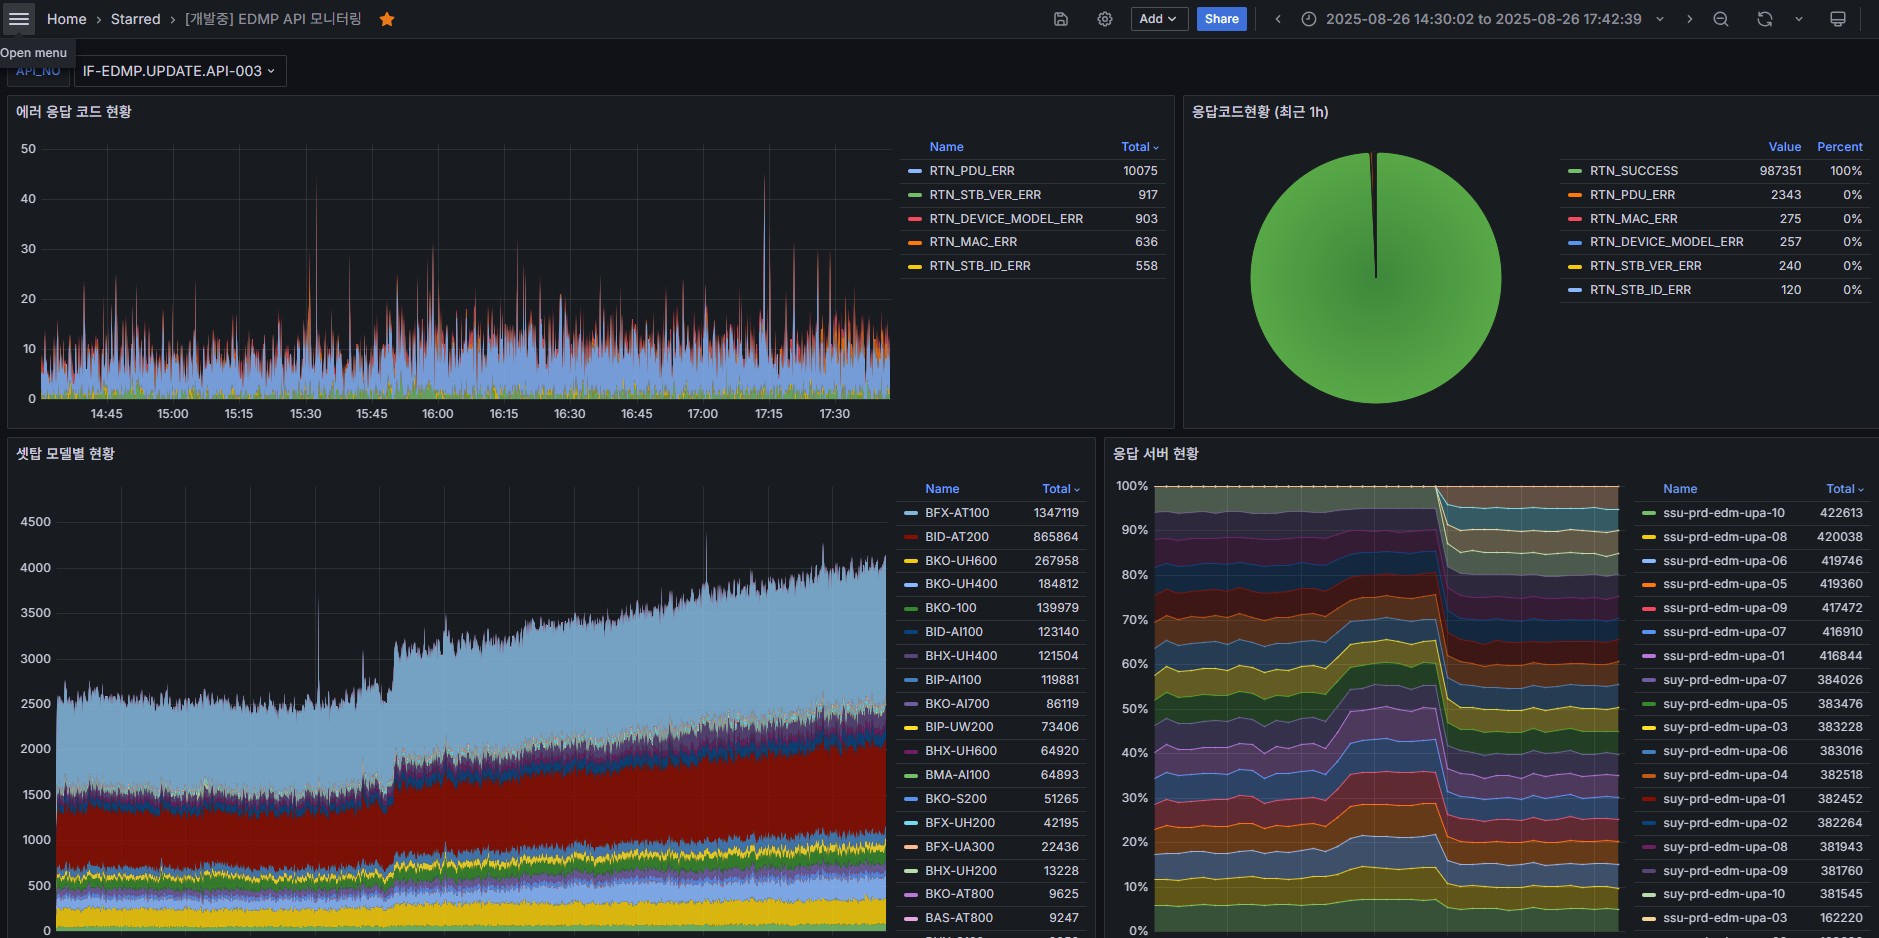 Home › Starred › [개발중] EDMP API 모니터링
Add
Share
2025-08-26 14:30:02 to 2025-08-26 17:42:39
Open menu
API_NO
IF-EDMP.UPDATE.API-003
에러 응답 코드 현황
50
40
30
20
10
0
14:45 15:00 15:15 15:30 15:45 16:00 16:15 16:30 16:45 17:00 17:15 17:30
Name Total
RTN_PDU_ERR 10075
RTN_STB_VER_ERR 917
RTN_DEVICE_MODEL_ERR 903
RTN_MAC_ERR 636
RTN_STB_ID_ERR 558
응답코드현황 (최근 1h)
Value Percent
RTN_SUCCESS 987351 100%
RTN_PDU_ERR 2343 0%
RTN_MAC_ERR 275 0%
RTN_DEVICE_MODEL_ERR 257 0%
RTN_STB_VER_ERR 240 0%
RTN_STB_ID_ERR 120 0%
셋탑 모델별 현황
4500
4000
3500
3000
2500
2000
1500
1000
500
0
Name Total
BFX-AT100 1347119
BID-AT200 865864
BKO-UH600 267958
BKO-UH400 184812
BKO-100 139979
BID-AI100 123140
BHX-UH400 121504
BIP-AI100 119881
BKO-AI700 86119
BIP-UW200 73406
BHX-UH600 64920
BMA-AI100 64893
BKO-S200 51265
BFX-UH200 42195
BFX-UA300 22436
BHX-UH200 13228
BKO-AT800 9625
BAS-AT800 9247
응답 서버 현황
100%
90%
80%
70%
60%
50%
40%
30%
20%
10%
0%
Name Total
ssu-prd-edm-upa-10 422613
ssu-prd-edm-upa-08 420038
ssu-prd-edm-upa-06 419746
ssu-prd-edm-upa-05 419360
ssu-prd-edm-upa-09 417472
ssu-prd-edm-upa-07 416910
ssu-prd-edm-upa-01 416844
suy-prd-edm-upa-07 384026
suy-prd-edm-upa-05 383476
suy-prd-edm-upa-03 383228
suy-prd-edm-upa-06 383016
suy-prd-edm-upa-04 382518
suy-prd-edm-upa-01 382452
suy-prd-edm-upa-02 382264
suy-prd-edm-upa-08 381943
suy-prd-edm-upa-09 381760
suy-prd-edm-upa-10 381545
ssu-prd-edm-upa-03 162220